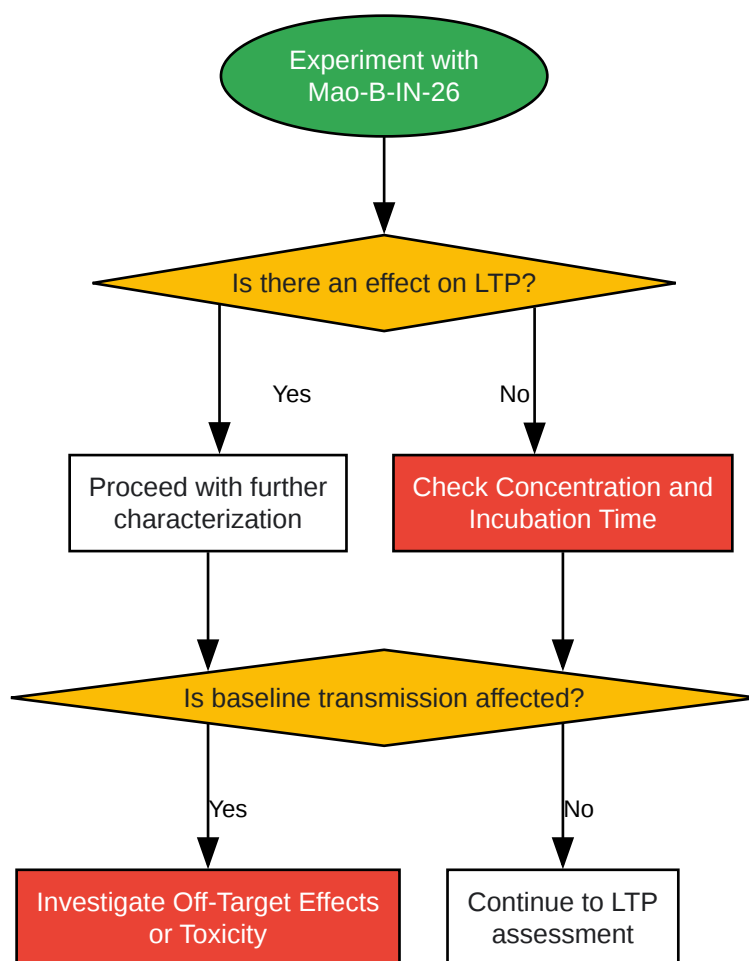 Experiment with
Mao-B-IN-26
Is there an effect on LTP?
Yes
No
Proceed with further
characterization
Check Concentration and
Incubation Time
Is baseline transmission affected?
Yes
No
Investigate Off-Target Effects
or Toxicity
Continue to LTP
assessment